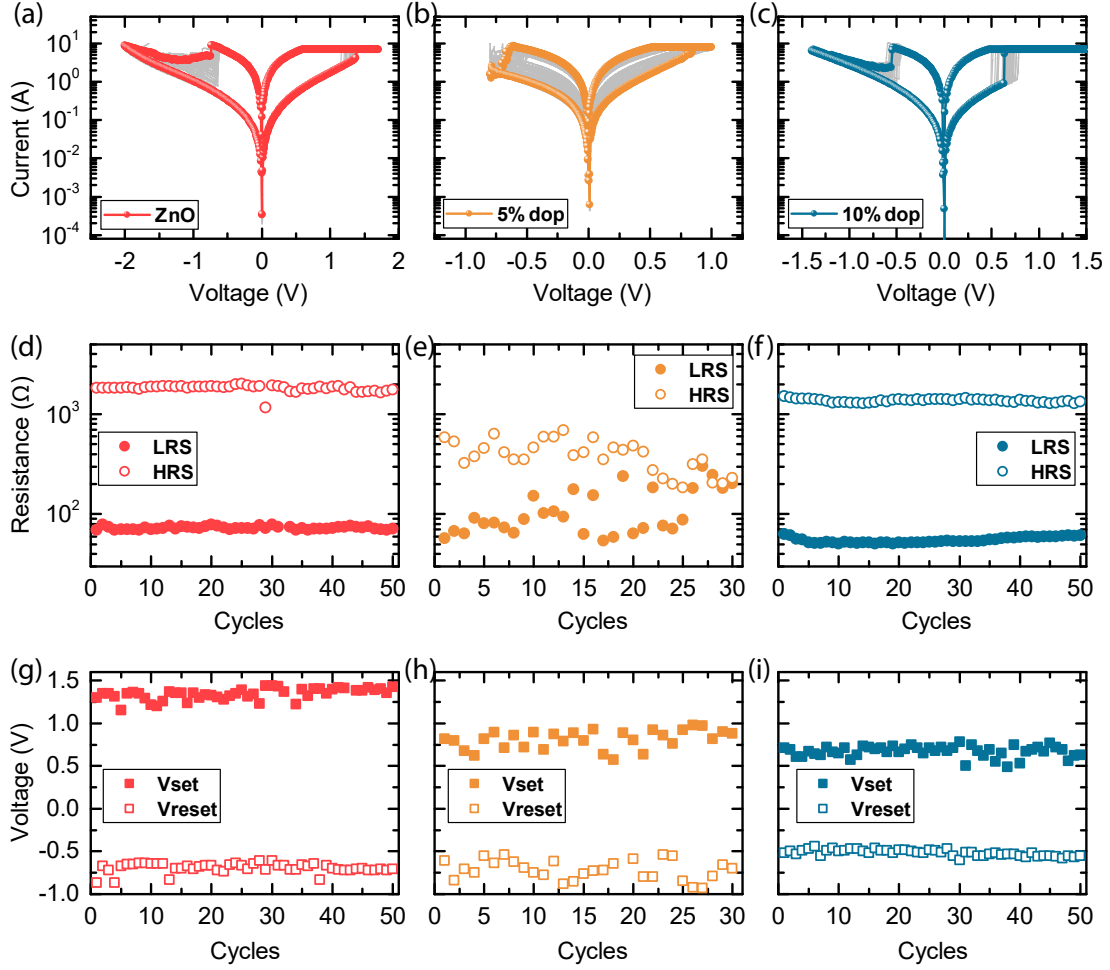 (a) (b) (c)
Current (A)
10¹
10⁰
10⁻¹
10⁻²
10⁻³
10⁻⁴
ZnO
5% dop
10% dop
-2 -1 0 1 2
-1.0 -0.5 0.0 0.5 1.0
-1.5 -1.0 -0.5 0.0 0.5 1.0 1.5
Voltage (V) Voltage (V) Voltage (V)
(d) (e) (f)
Resistance (Ω)
10³
10²
LRS
HRS
LRS
HRS
LRS
HRS
0 10 20 30 40 50
0 5 10 15 20 25 30
0 10 20 30 40 50
Cycles Cycles Cycles
(g) (h) (i)
Voltage (V)
1.5
1.0
0.5
0.0
-0.5
-1.0
Vset
Vreset
Vset
Vreset
Vset
Vreset
0 10 20 30 40 50
0 5 10 15 20 25 30
0 10 20 30 40 50
Cycles Cycles Cycles